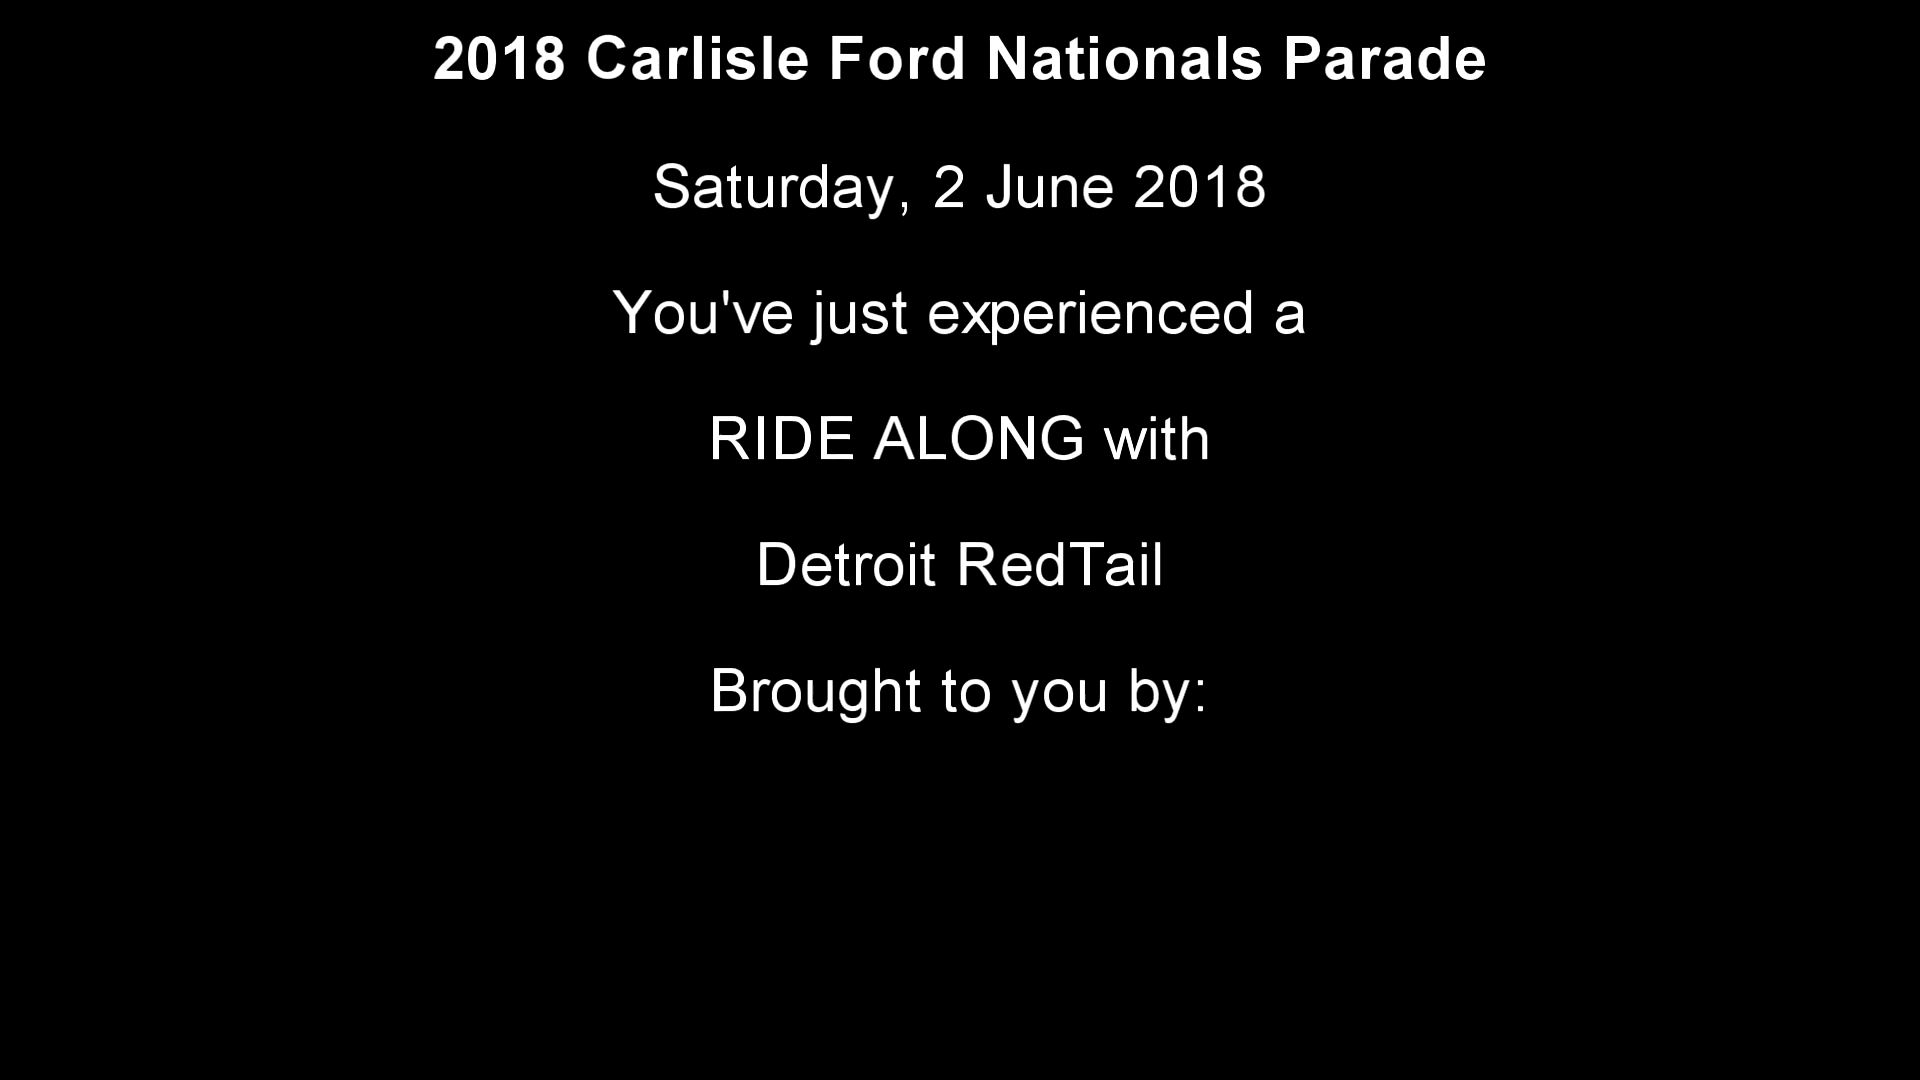 2018 Carlisle Ford Nationals Parade
Saturday, 2 June 2018
You've just experienced a
RIDE ALONG with
Detroit RedTail
Brought to you by: